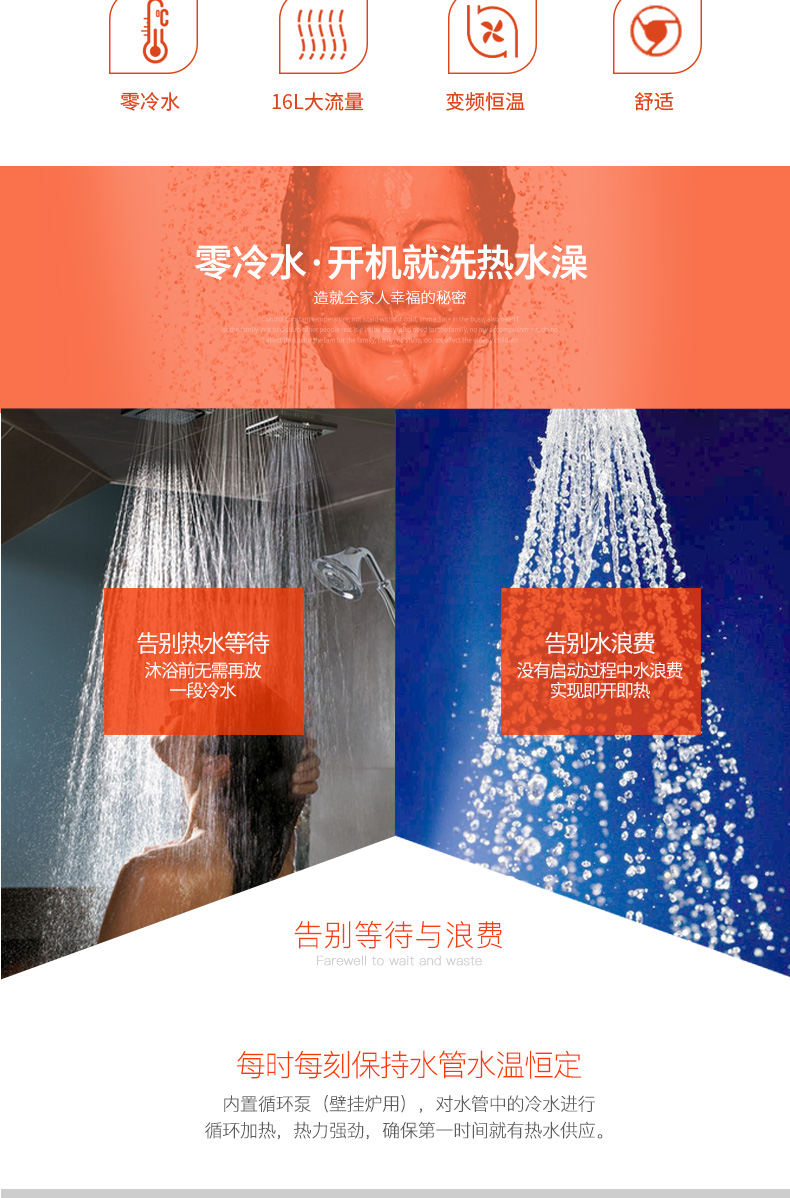 °C
零冷水
16L大流量
变频恒温
舒适
零冷水·开机就洗热水澡
造就全家人幸福的秘密
告别热水等待
沐浴前无需再放
一段冷水
告别水浪费
没有启动过程中水浪费
实现即开即热
告别等待与浪费
Farewell to wait and waste
每时每刻保持水管水温恒定
内置循环泵（壁挂炉用），对水管中的冷水进行
循环加热，热力强劲，确保第一时间就有热水供应。